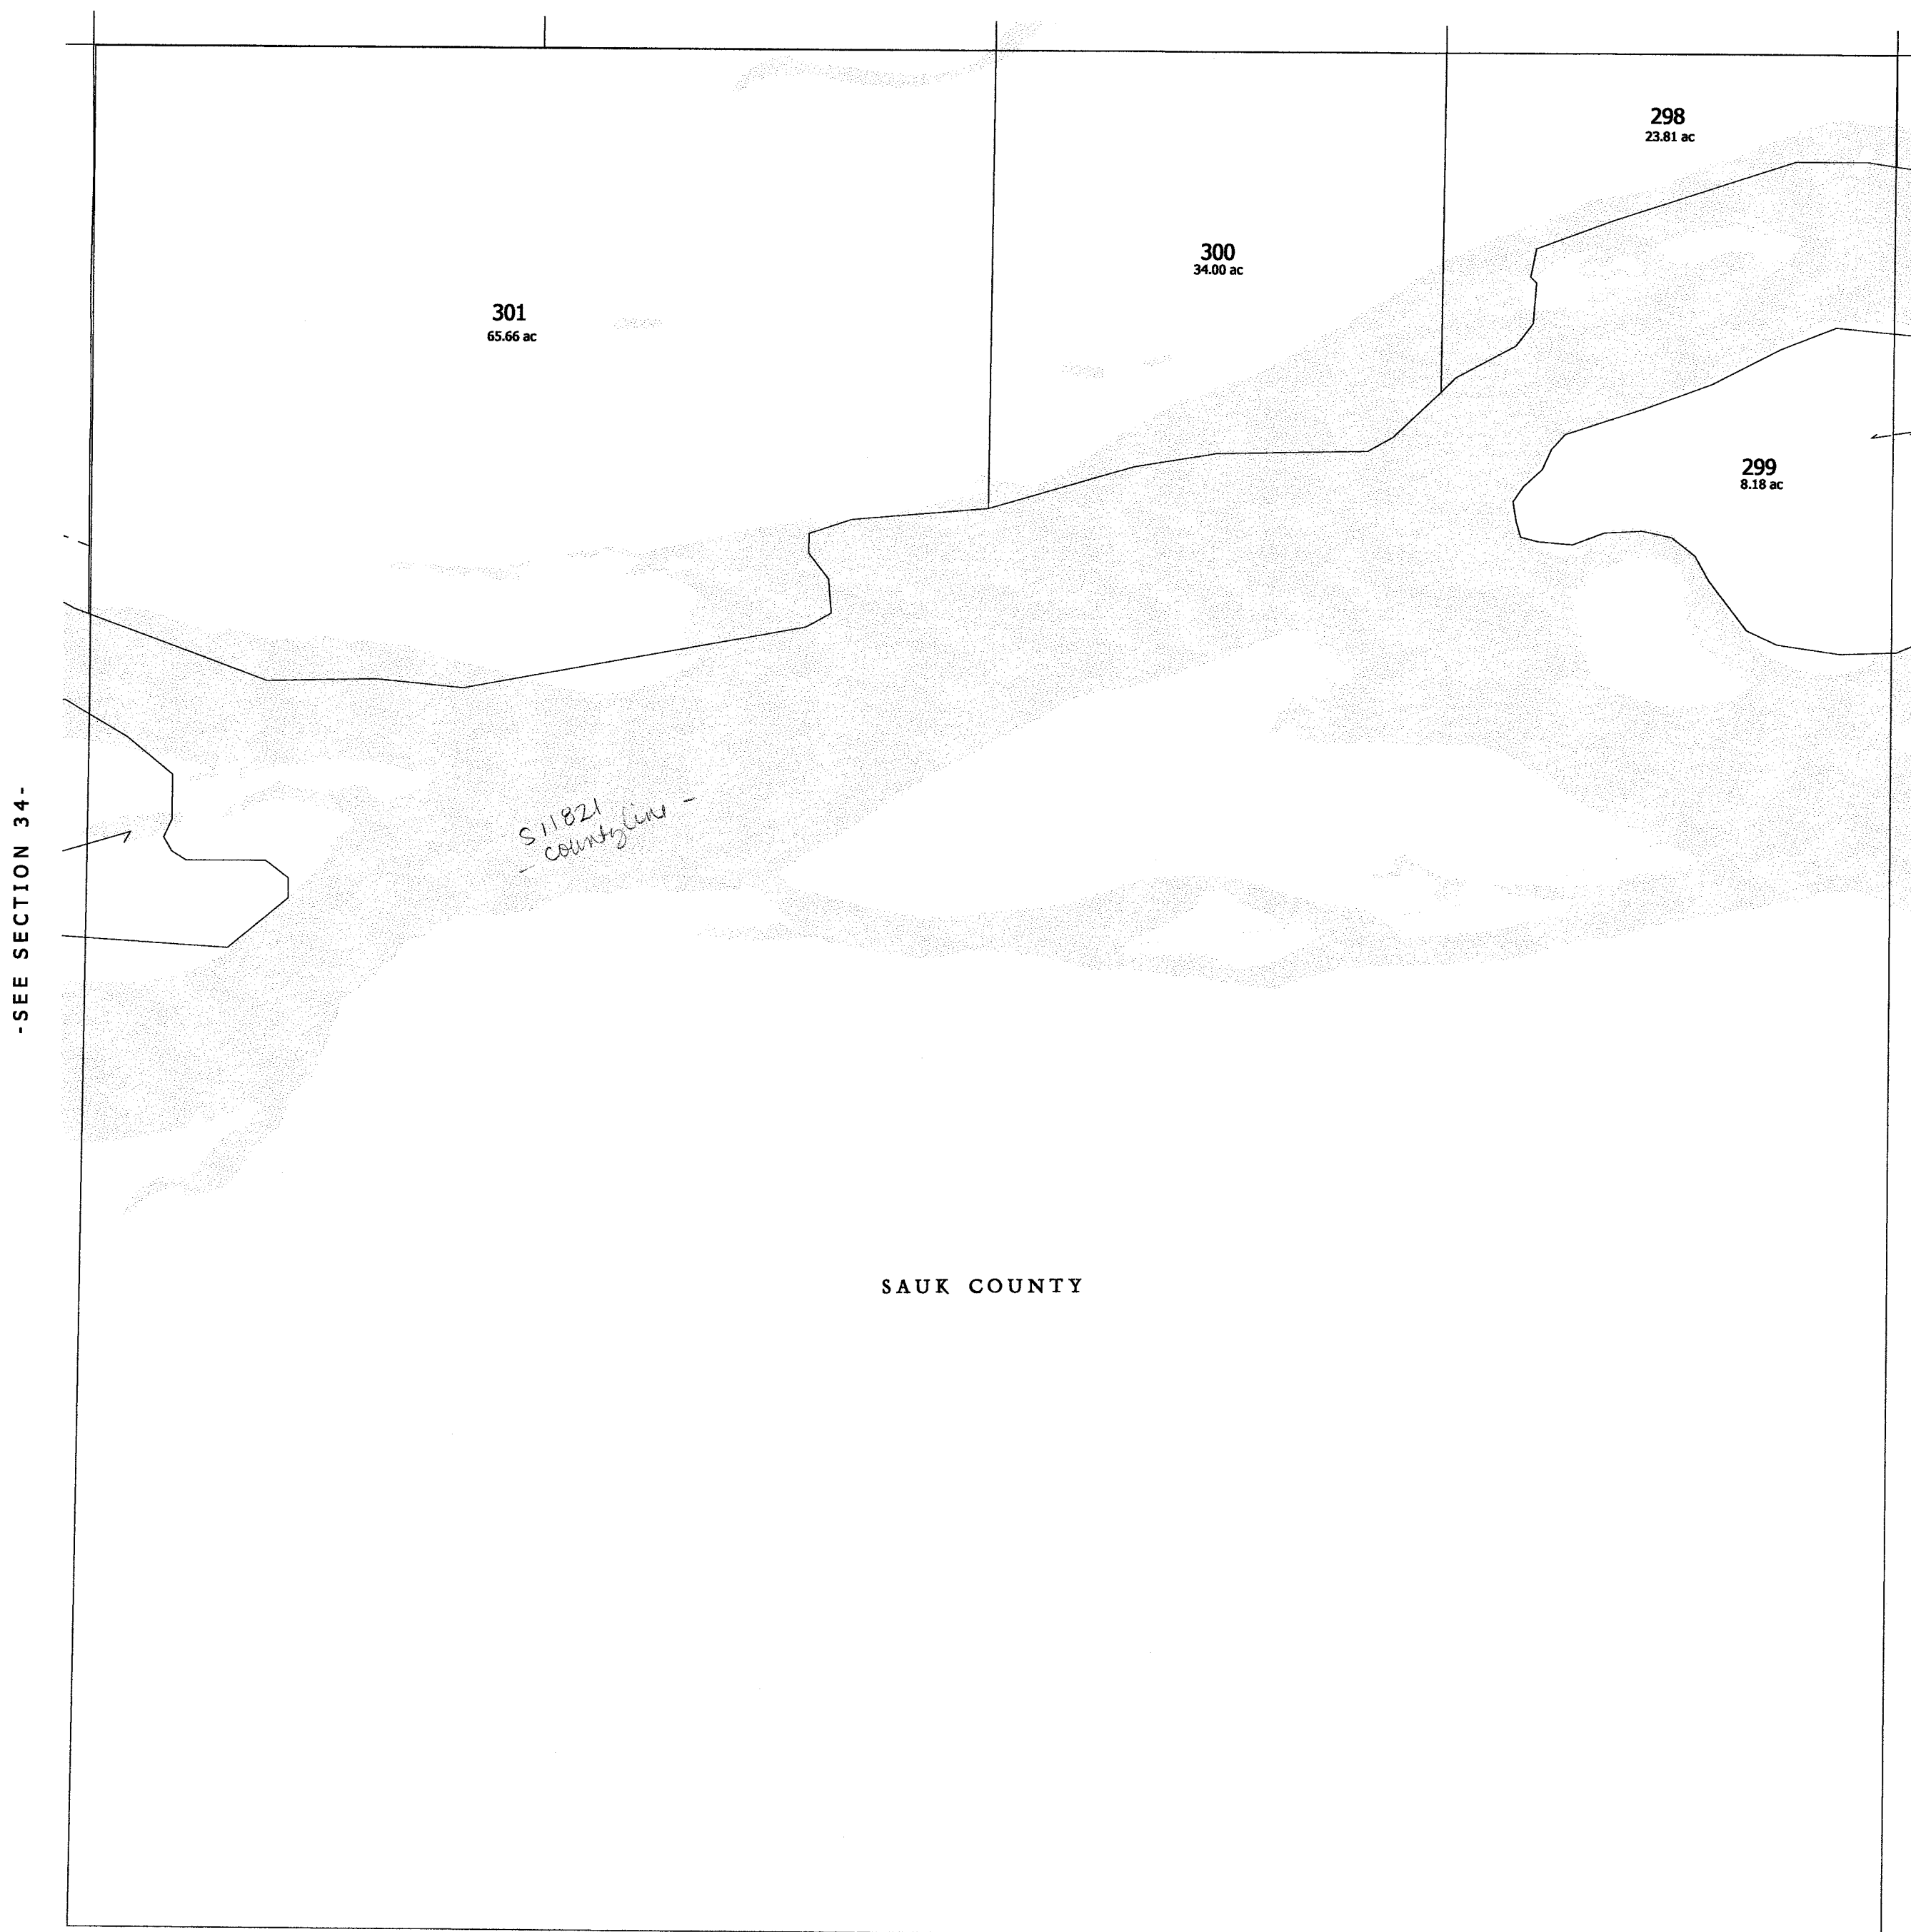 298
23.81 ac
300
34.00 ac
301
65.66 ac
299
8.18 ac
-SEE SECTION 34-
S11821
- county line -
SAUK COUNTY